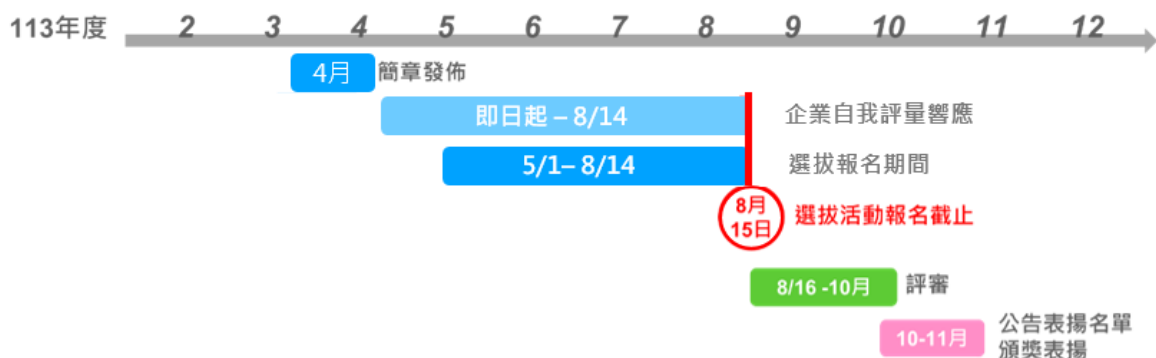 113年度 2 3 4 5 6 7 8 9 10 11 12
4月 簡章發佈
即日起 – 8/14 企業自我評量響應
5/1– 8/14 選拔報名期間
8月
15日
選拔活動報名截止
8/16 -10月 評審
10-11月
公告表揚名單
頒獎表揚